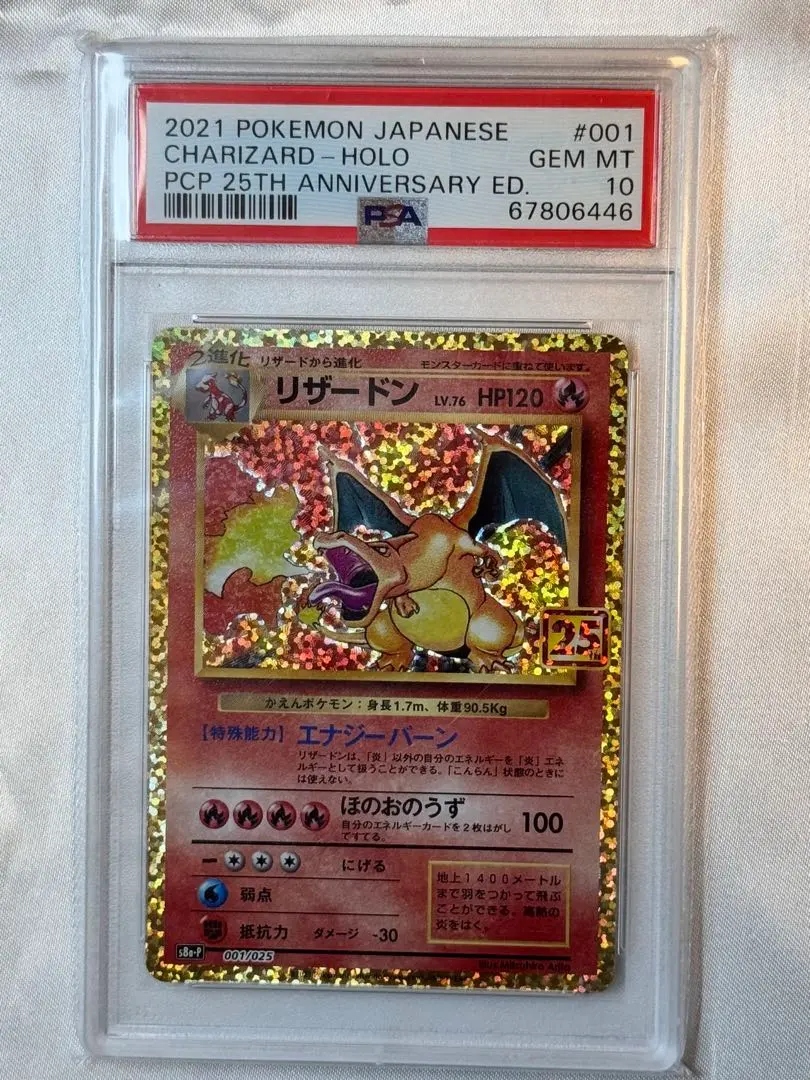 2021 POKEMON JAPANESE #001
CHARIZARD - HOLO GEM MT
PCP 25TH ANNIVERSARY ED. 10
PSA 67806446
2進化 リザードから進化 モンスターカードに重ねて使います。
リザードン LV.76 HP120
25
かえんポケモン:身長1.7m、体重90.5Kg
【特殊能力】 エナジーバーン
リザードンは、「炎」以外の自分のエネルギーを「炎」エネ
ルギーとして扱うことができる。「こんらん」状態のときに
は使えない。
ほのおのうず 100
自分のエネルギーカードを2枚はがし
てすてる。
にげる
弱点
抵抗力 ダメージ -30
地上1400メートル
まで羽をつかって飛ぶ
ことができる。高熱の
炎をはく。
s8a-P 001/025
Illus. Mitsuhiro Arita